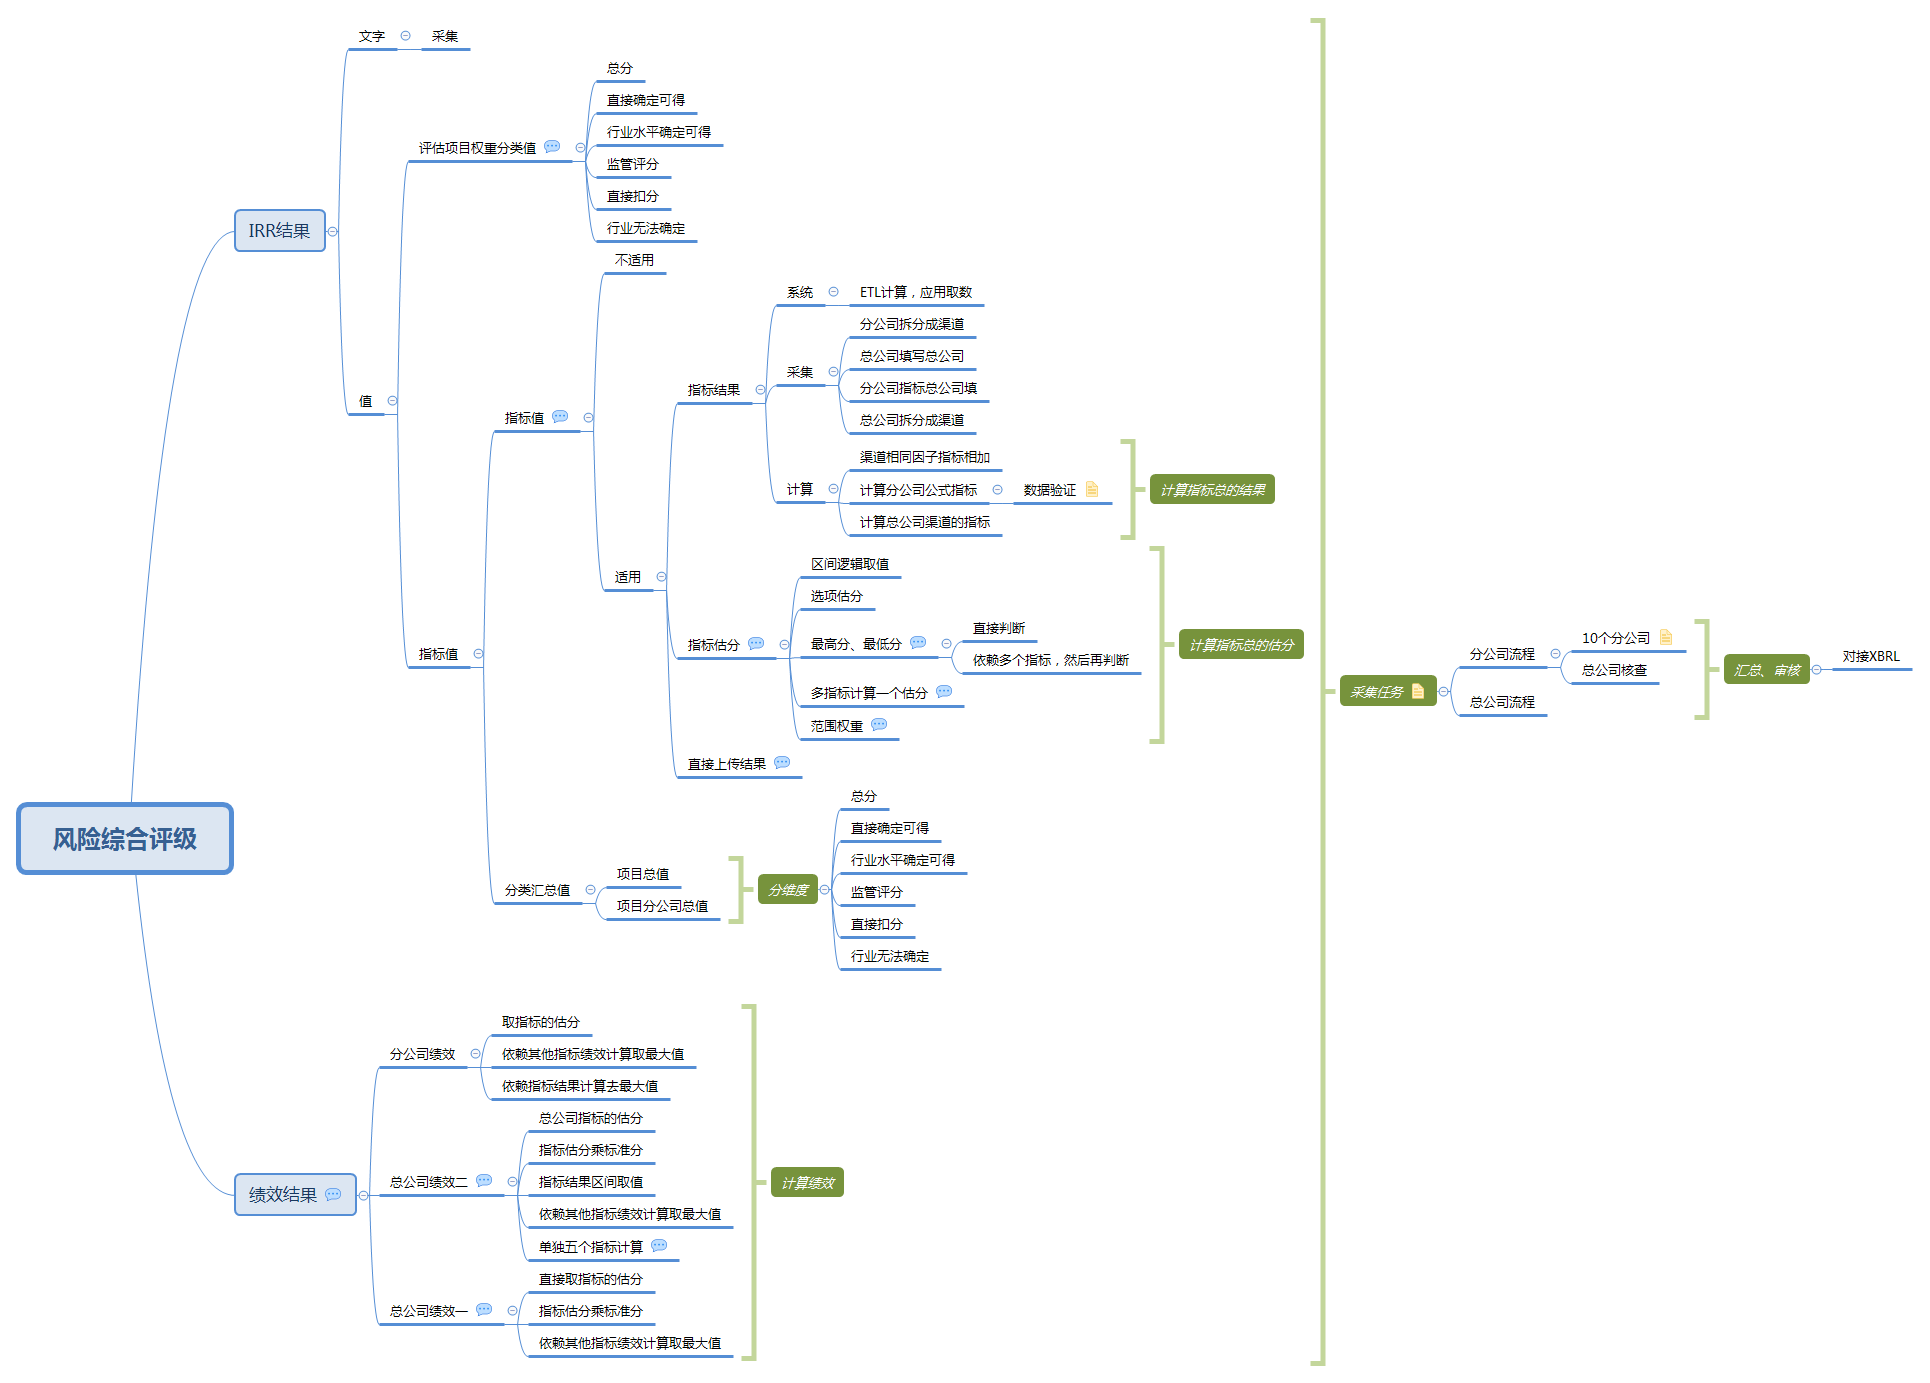 风险综合评级
IRR结果
文字
采集
值
评估项目权重分类值
总分
直接确定可得
行业水平确定可得
监管评分
直接扣分
行业无法确定
指标值
指标值
不适用
适用
指标结果
系统
ETL计算，应用取数
采集
分公司拆分成渠道
总公司填写总公司
分公司指标总公司填
总公司拆分成渠道
计算
渠道相同因子指标相加
计算分公司公式指标
数据验证
计算总公司渠道的指标
计算指标总的结果
指标估分
区间逻辑取值
选项估分
最高分、最低分
直接判断
依赖多个指标，然后再判断
多指标计算一个估分
范围权重
计算指标总的估分
直接上传结果
分类汇总值
项目总值
项目分公司总值
分维度
总分
直接确定可得
行业水平确定可得
监管评分
直接扣分
行业无法确定
绩效结果
分公司绩效
取指标的估分
依赖其他指标绩效计算取最大值
依赖指标结果计算去最大值
总公司绩效二
总公司指标的估分
指标估分乘标准分
指标结果区间取值
依赖其他指标绩效计算取最大值
单独五个指标计算
总公司绩效一
直接取指标的估分
指标估分乘标准分
依赖其他指标绩效计算取最大值
计算绩效
采集任务
分公司流程
10个分公司
总公司核查
总公司流程
汇总、审核
对接XBRL